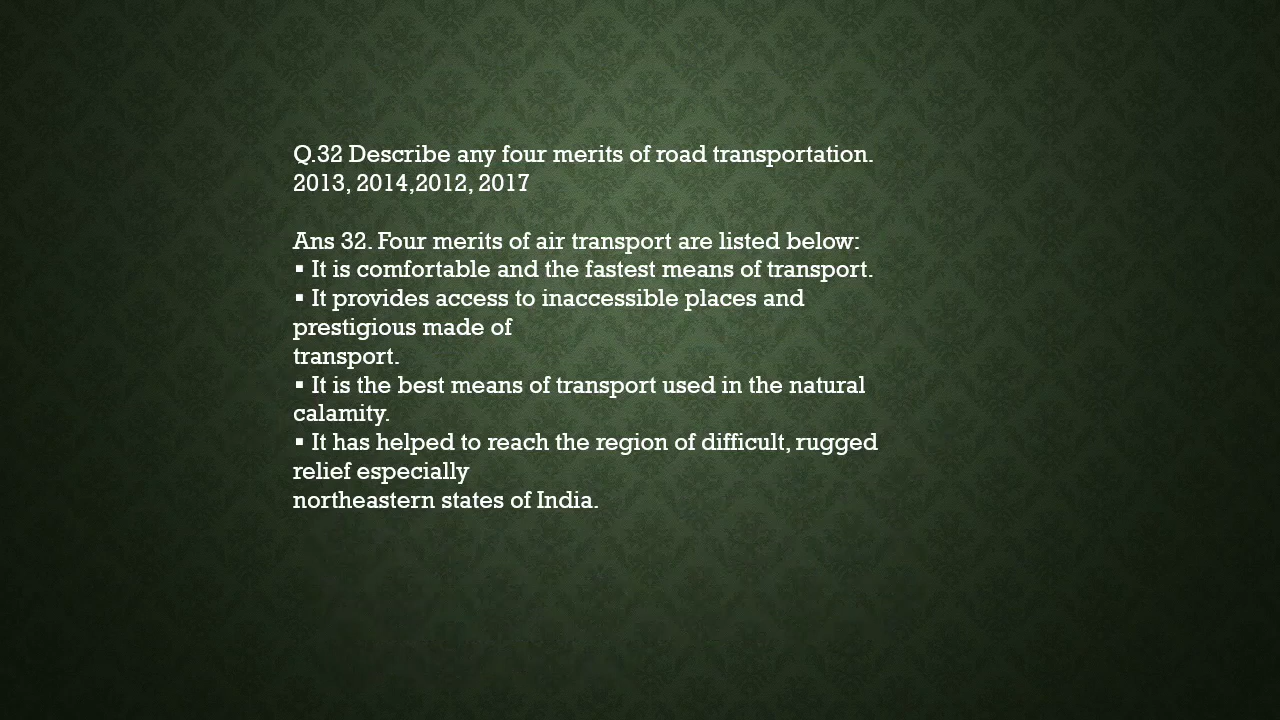 Q.32 Describe any four merits of road transportation.
2013, 2014,2012, 2017
Ans 32. Four merits of air transport are listed below:
▪ It is comfortable and the fastest means of transport.
▪ It provides access to inaccessible places and
prestigious made of
transport.
▪ It is the best means of transport used in the natural
calamity.
▪ It has helped to reach the region of difficult, rugged
relief especially
northeastern states of India.